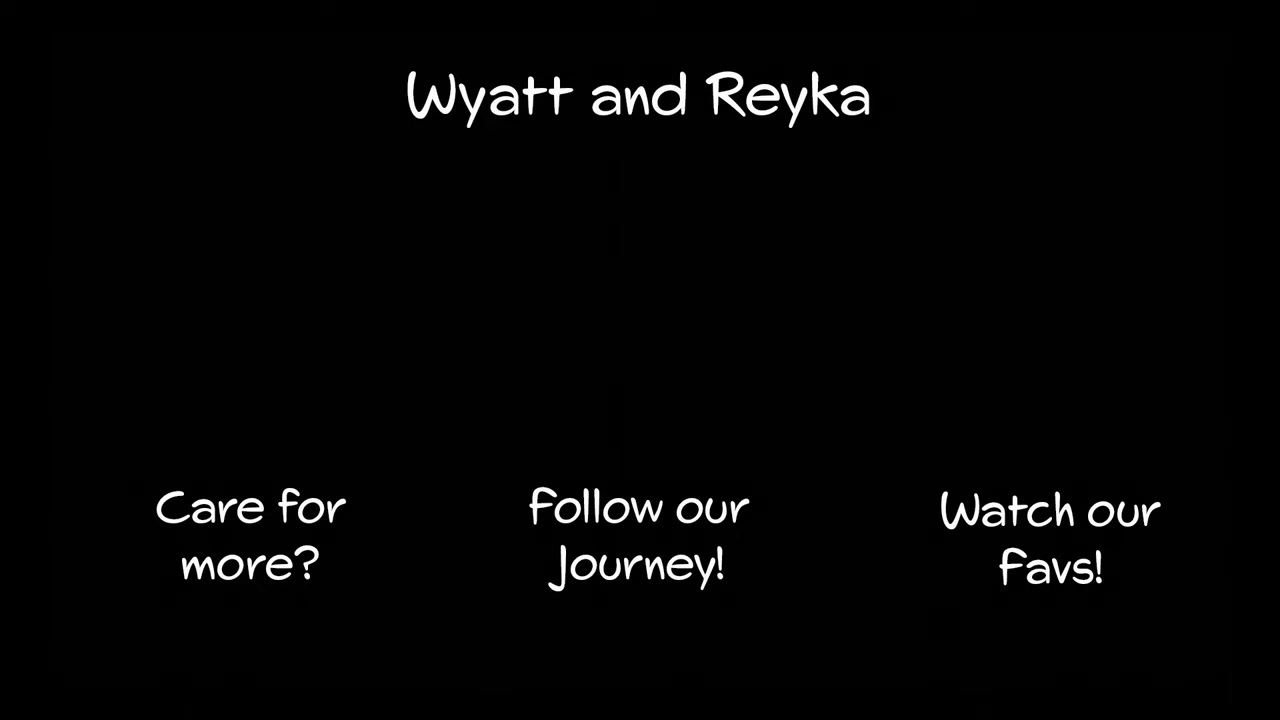 Wyatt and Reyka
Care for
more?
Follow our
Journey!
Watch our
Favs!